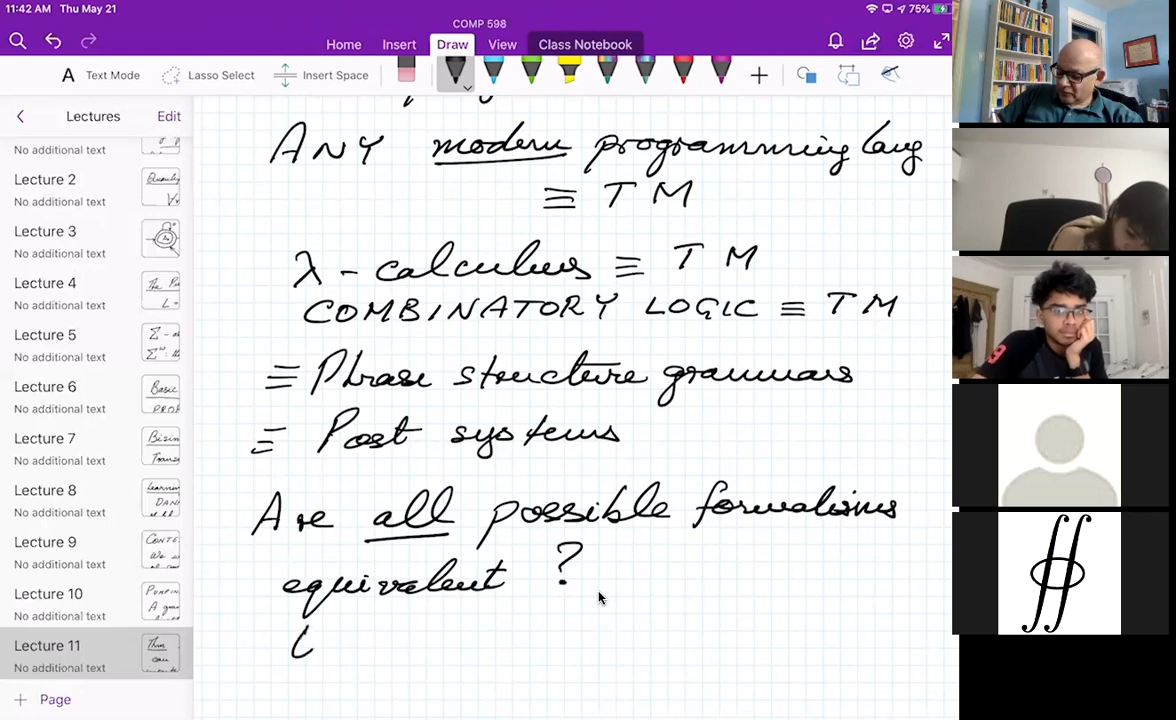 11:42 AM Thu May 21
75%
COMP 598
Home Insert Draw View Class Notebook
A Text Mode Lasso Select Insert Space
Lectures Edit
No additional text
Lecture 2
No additional text
Lecture 3
No additional text
Lecture 4
No additional text
Lecture 5
No additional text
Lecture 6
No additional text
Lecture 7
No additional text
Lecture 8
No additional text
Lecture 9
No additional text
Lecture 10
No additional text
Lecture 11
No additional text
+ Page
ANY modern programming lang
≡ TM
λ - calculus ≡ TM
COMBINATORY LOGIC ≡ TM
≡ Phrase structure grammars
≡ Post systems
Are all possible formalisms
equivalent ?